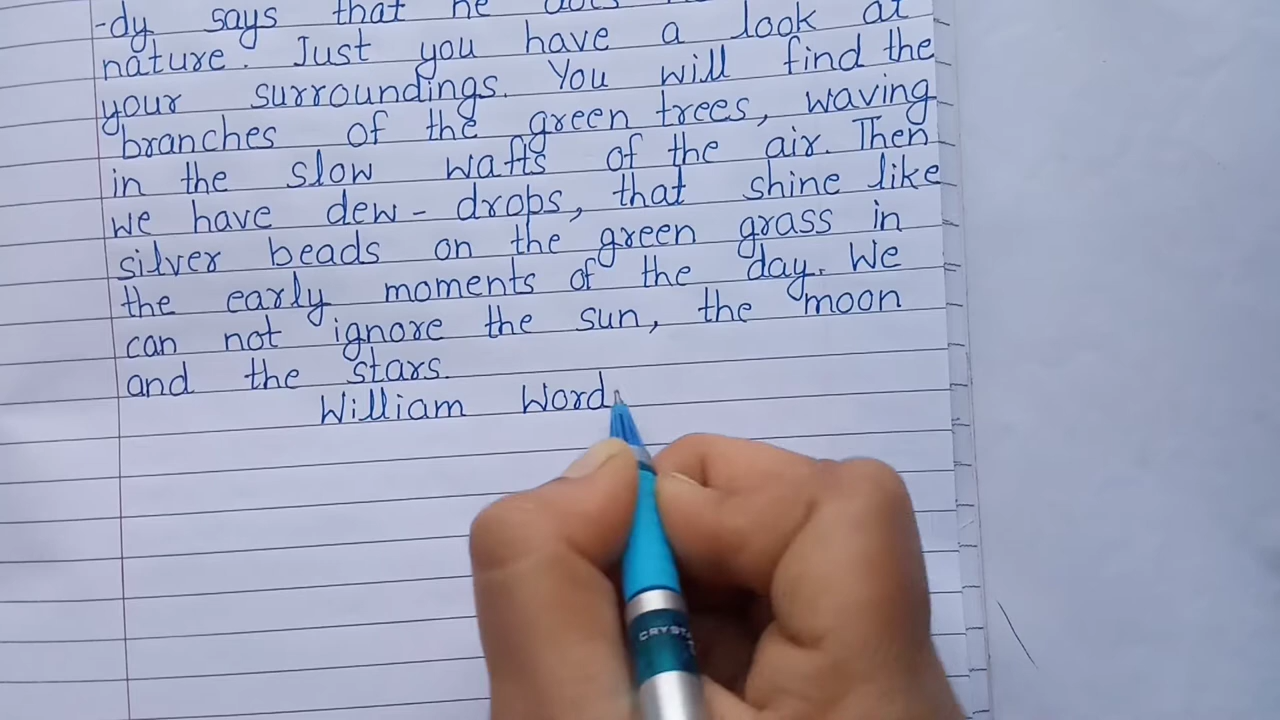 -dy says that he
nature. Just you have a look at
your surroundings. You will find the
branches of the green trees, waving
in the slow wafts of the air. Then
we have dew-drops, that shine like
silver beads on the green grass in
the early moments of the day. We
can not ignore the sun, the moon
and the stars.
William Word
CRYST